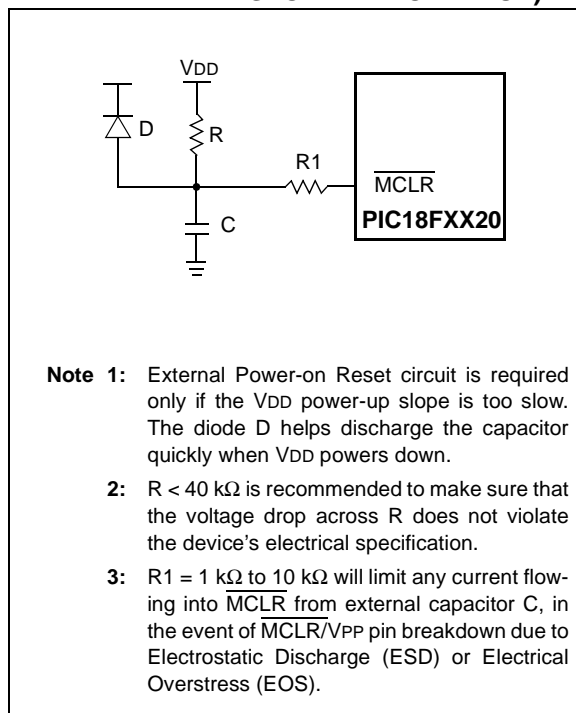 VDD
D
R
R1
MCLR
PIC18FXX20
C
Note 1: External Power-on Reset circuit is required
only if the VDD power-up slope is too slow.
The diode D helps discharge the capacitor
quickly when VDD powers down.
2: R < 40 kΩ is recommended to make sure that
the voltage drop across R does not violate
the device's electrical specification.
3: R1 = 1 kΩ to 10 kΩ will limit any current flow-
ing into MCLR from external capacitor C, in
the event of MCLR/VPP pin breakdown due to
Electrostatic Discharge (ESD) or Electrical
Overstress (EOS).